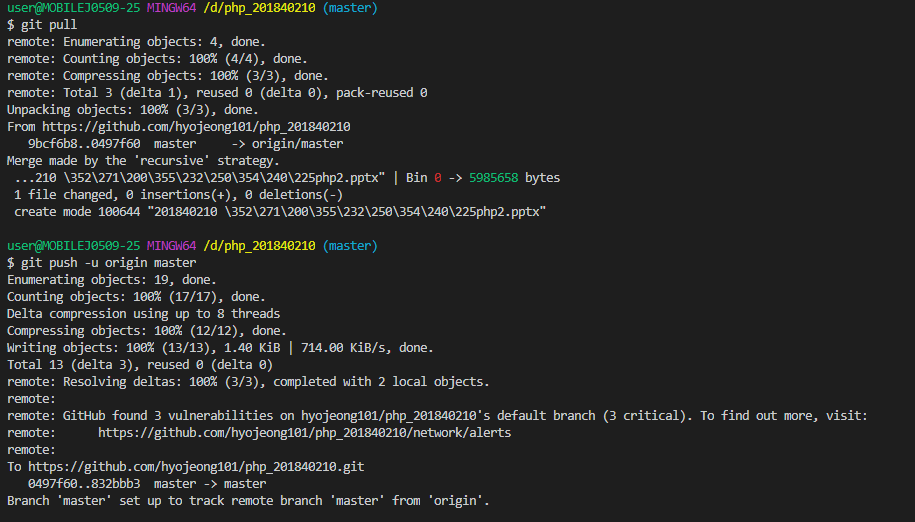 user@MOBILEJ0509-25 MINGW64 /d/php_201840210 (master)
$ git pull
remote: Enumerating objects: 4, done.
remote: Counting objects: 100% (4/4), done.
remote: Compressing objects: 100% (3/3), done.
remote: Total 3 (delta 1), reused 0 (delta 0), pack-reused 0
Unpacking objects: 100% (3/3), done.
From https://github.com/hyojeong101/php_201840210
   9bcf6b8..0497f60  master     -> origin/master
Merge made by the 'recursive' strategy.
 ...210 \352\271\200\355\232\250\354\240\225php2.pptx" | Bin 0 -> 5985658 bytes
 1 file changed, 0 insertions(+), 0 deletions(-)
 create mode 100644 "201840210 \352\271\200\355\232\250\354\240\225php2.pptx"
user@MOBILEJ0509-25 MINGW64 /d/php_201840210 (master)
$ git push -u origin master
Enumerating objects: 19, done.
Counting objects: 100% (17/17), done.
Delta compression using up to 8 threads
Compressing objects: 100% (12/12), done.
Writing objects: 100% (13/13), 1.40 KiB | 714.00 KiB/s, done.
Total 13 (delta 3), reused 0 (delta 0)
remote: Resolving deltas: 100% (3/3), completed with 2 local objects.
remote:
remote: GitHub found 3 vulnerabilities on hyojeong101/php_201840210's default branch (3 critical). To find out more, visit:
remote:      https://github.com/hyojeong101/php_201840210/network/alerts
remote:
To https://github.com/hyojeong101/php_201840210.git
   0497f60..832bbb3  master -> master
Branch 'master' set up to track remote branch 'master' from 'origin'.